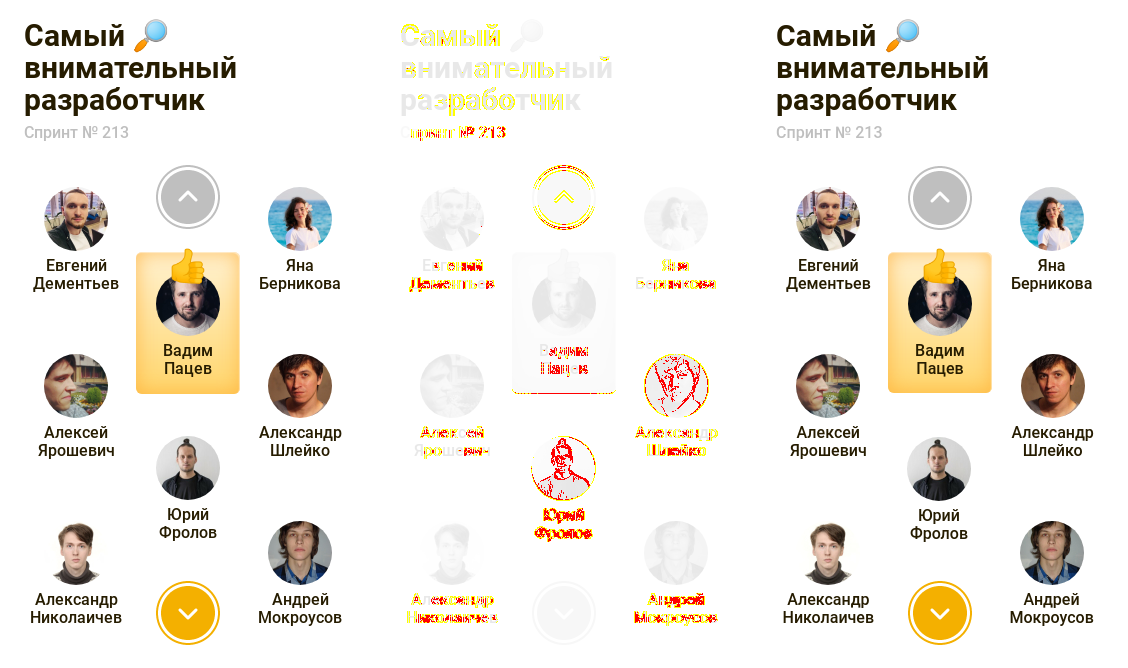 Самый
внимательный
разработчик
Спринт № 213
Евгений
Дементьев
Яна
Берникова
Вадим
Пацев
Алексей
Ярошевич
Александр
Шлейко
Юрий
Фролов
Александр
Николаичев
Андрей
Мокроусов
Самый
внимательный
разработчик
Спринт № 213
Евгений
Дементьев
Яна
Берникова
Вадим
Пацев
Алексей
Ярошевич
Александр
Шлейко
Юрий
Фролов
Александр
Николаичев
Андрей
Мокроусов
Самый
внимательный
разработчик
Спринт № 213
Евгений
Дементьев
Яна
Берникова
Вадим
Пацев
Алексей
Ярошевич
Александр
Шлейко
Юрий
Фролов
Александр
Николаичев
Андрей
Мокроусов